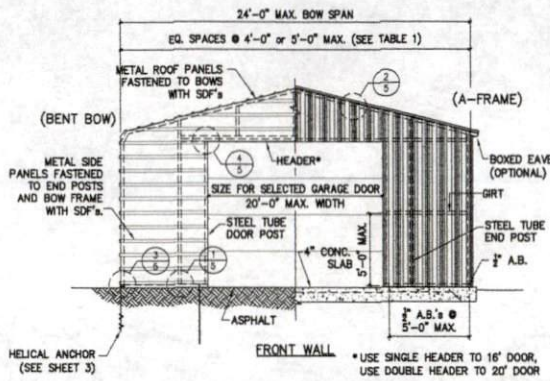 24'-0" MAX. BOW SPAN
EQ. SPACES @ 4'-0" or 5'-0" MAX. (SEE TABLE 1)
METAL ROOF PANELS
FASTENED TO BOWS
WITH SDF's
2
5
(BENT BOW)
(A-FRAME)
4
5
HEADER*
BOXED EAVE
(OPTIONAL)
METAL SIDE
PANELS FASTENED
TO END POSTS
AND BOW FRAME
WITH SDF's.
SIZE FOR SELECTED GARAGE DOOR
20'-0" MAX. WIDTH
GIRT
STEEL TUBE
DOOR POST
STEEL TUBE
END POST
5'-0" MAX.
4" CONC.
SLAB
3
5
1
5
½" A.B.
ASPHALT
½" A.B.'s @
5'-0" MAX.
HELICAL ANCHOR
(SEE SHEET 3)
FRONT WALL
* USE SINGLE HEADER TO 16' DOOR,
USE DOUBLE HEADER TO 20' DOOR